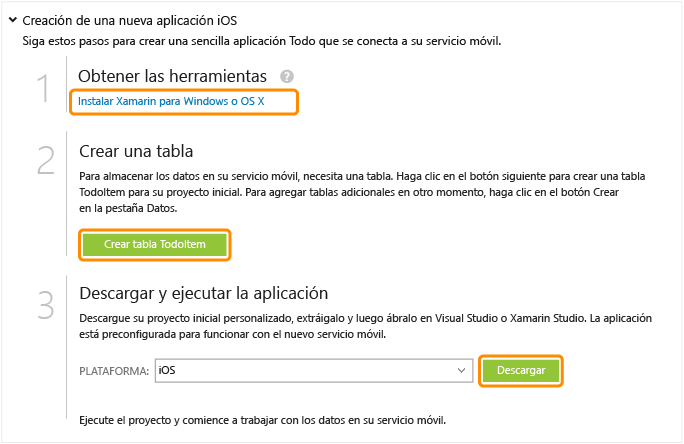 Creación de una nueva aplicación iOS
Siga estos pasos para crear una sencilla aplicación Todo que se conecta a su servicio móvil.
1
Obtener las herramientas ?
Instalar Xamarin para Windows o OS X
2
Crear una tabla
Para almacenar los datos en su servicio móvil, necesita una tabla. Haga clic en el botón siguiente para crear una tabla
TodoItem para su proyecto inicial. Para agregar tablas adicionales en otro momento, haga clic en el botón Crear
en la pestaña Datos.
Crear tabla TodoItem
3
Descargar y ejecutar la aplicación
Descargue su proyecto inicial personalizado, extráigalo y luego ábralo en Visual Studio o Xamarin Studio. La aplicación
está preconfigurada para funcionar con el nuevo servicio móvil.
PLATAFORMA: iOS Descargar
Ejecute el proyecto y comience a trabajar con los datos en su servicio móvil.